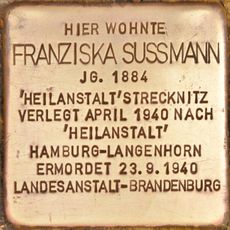 HIER WOHNTE
FRANZISKA SUSSMANN
JG. 1884
'HEILANSTALT' STRECKNITZ
VERLEGT APRIL 1940 NACH
'HEILANSTALT'
HAMBURG-LANGENHORN
ERMORDET 23.9.1940
LANDESANSTALT-BRANDENBURG